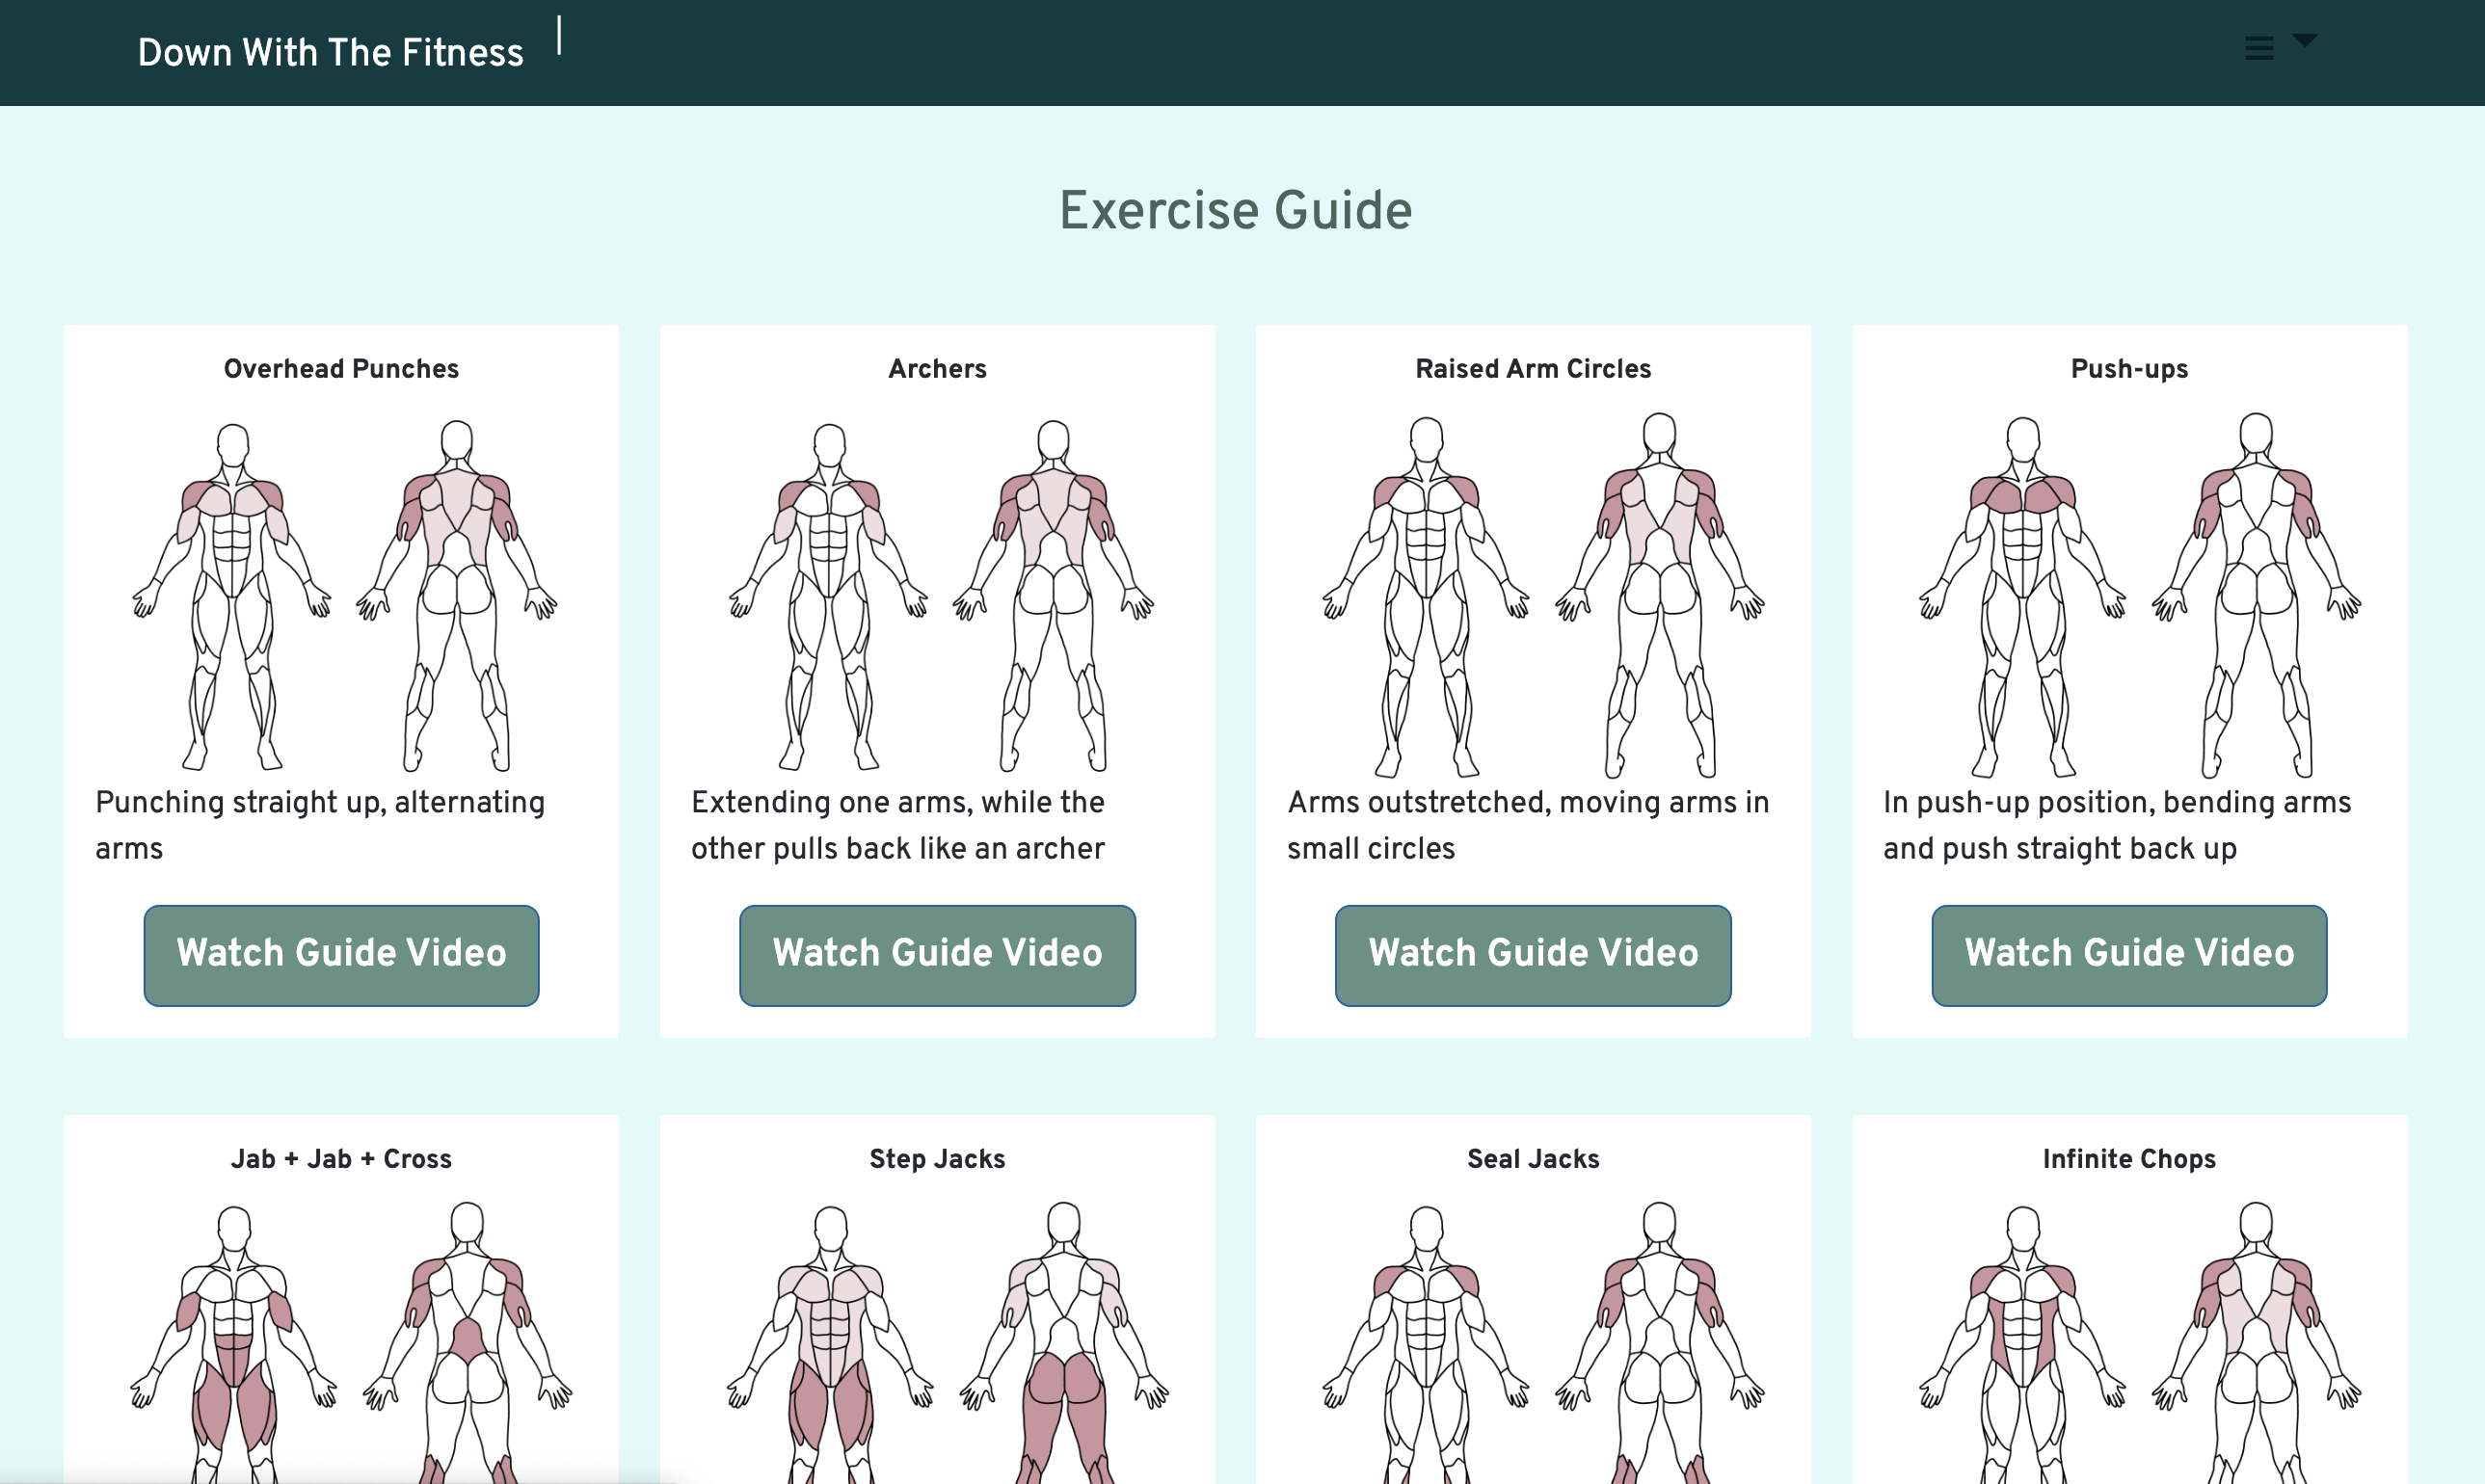 Down With The Fitness
Exercise Guide
Overhead Punches
Punching straight up, alternating
arms
Watch Guide Video
Archers
Extending one arms, while the
other pulls back like an archer
Watch Guide Video
Raised Arm Circles
Arms outstretched, moving arms in
small circles
Watch Guide Video
Push-ups
In push-up position, bending arms
and push straight back up
Watch Guide Video
Jab + Jab + Cross
Step Jacks
Seal Jacks
Infinite Chops